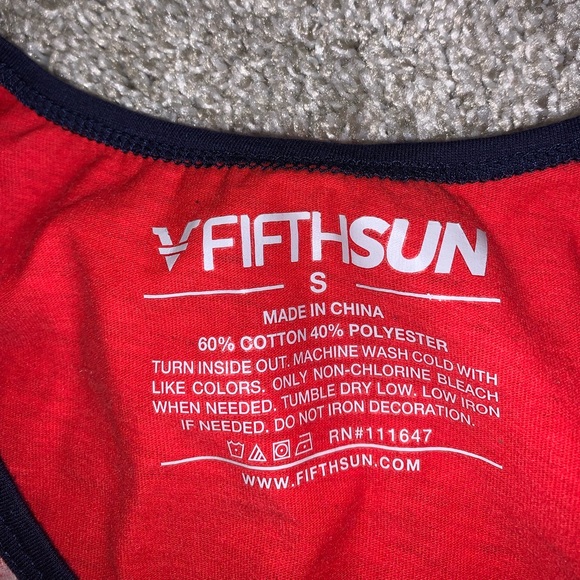 FIFTHSUN
S
MADE IN CHINA
60% COTTON 40% POLYESTER
TURN INSIDE OUT. MACHINE WASH COLD WITH
LIKE COLORS. ONLY NON-CHLORINE BLEACH
WHEN NEEDED. TUMBLE DRY LOW. LOW IRON
IF NEEDED. DO NOT IRON DECORATION.
RN#111647
WWW.FIFTHSUN.COM